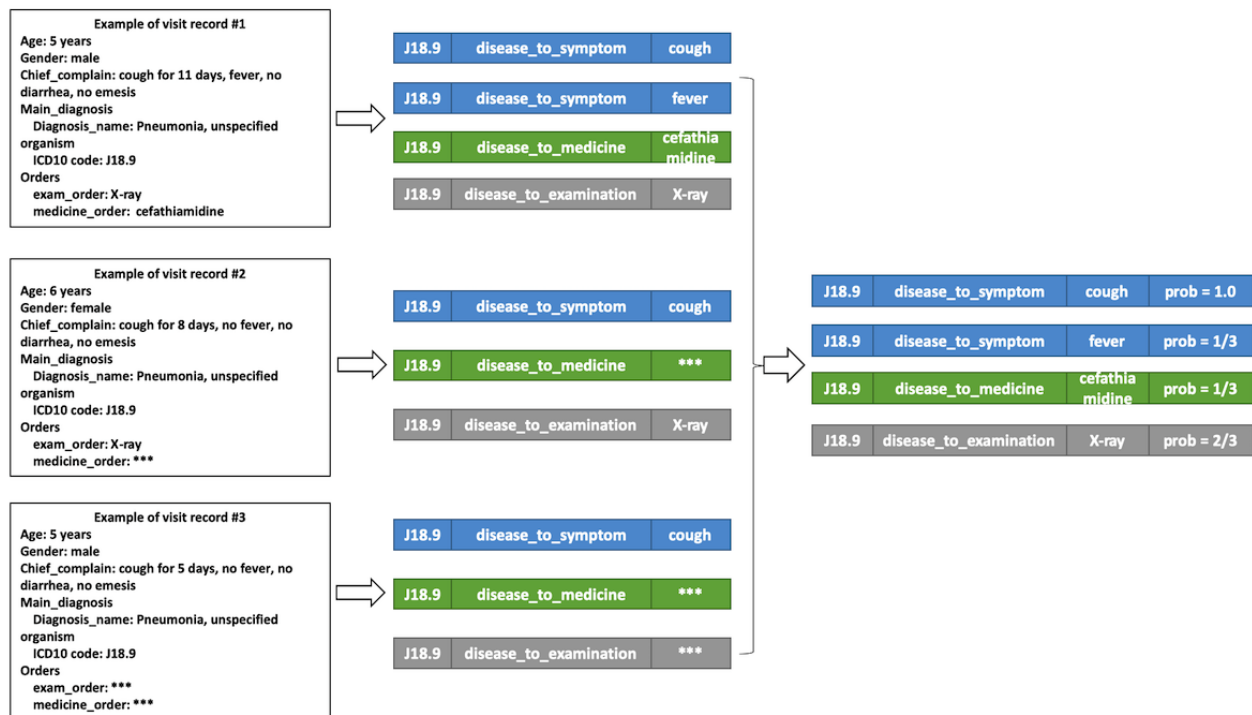 Example of visit record #1
Age: 5 years
Gender: male
Chief_complain: cough for 11 days, fever, no
diarrhea, no emesis
Main_diagnosis
Diagnosis_name: Pneumonia, unspecified
organism
ICD10 code: J18.9
Orders
exam_order: X-ray
medicine_order: cefathiamidine
J18.9 disease_to_symptom cough
J18.9 disease_to_symptom fever
J18.9 disease_to_medicine cefathia
midine
J18.9 disease_to_examination X-ray
Example of visit record #2
Age: 6 years
Gender: female
Chief_complain: cough for 8 days, no fever, no
diarrhea, no emesis
Main_diagnosis
Diagnosis_name: Pneumonia, unspecified
organism
ICD10 code: J18.9
Orders
exam_order: X-ray
medicine_order: ***
J18.9 disease_to_symptom cough
J18.9 disease_to_medicine ***
J18.9 disease_to_examination X-ray
Example of visit record #3
Age: 5 years
Gender: male
Chief_complain: cough for 5 days, no fever, no
diarrhea, no emesis
Main_diagnosis
Diagnosis_name: Pneumonia, unspecified
organism
ICD10 code: J18.9
Orders
exam_order: ***
medicine_order: ***
J18.9 disease_to_symptom cough
J18.9 disease_to_medicine ***
J18.9 disease_to_examination ***
J18.9 disease_to_symptom cough prob = 1.0
J18.9 disease_to_symptom fever prob = 1/3
J18.9 disease_to_medicine cefathia
midine prob = 1/3
J18.9 disease_to_examination X-ray prob = 2/3